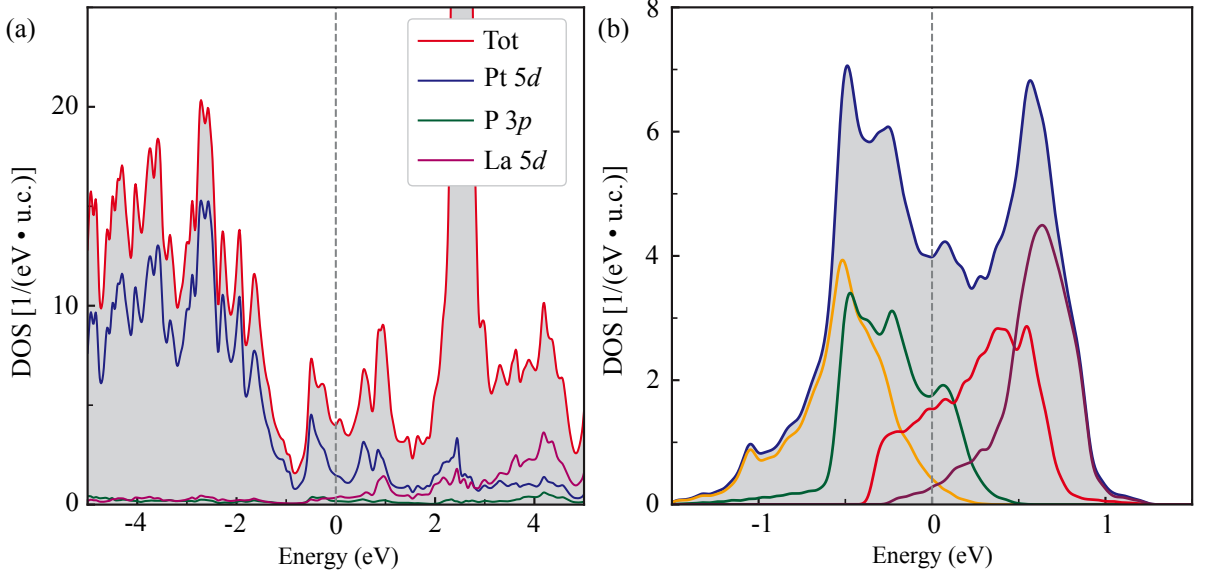 (a)
Tot
Pt 5d
P 3p
La 5d
DOS [1/(eV • u.c.)]
20
10
0
-4
-2
0
2
4
Energy (eV)
(b)
DOS [1/(eV • u.c.)]
8
6
4
2
0
-1
0
1
Energy (eV)